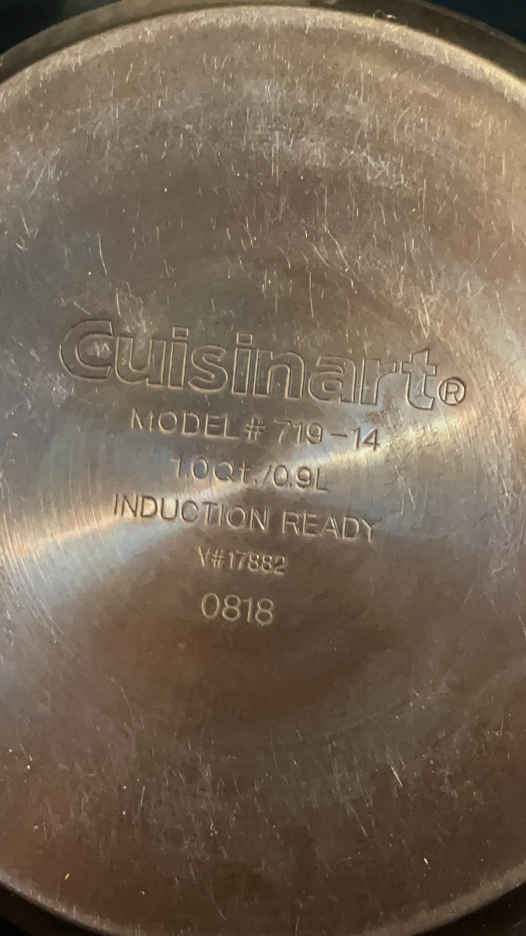 Cuisinart®
MODEL# 719-14
1.0Qt./0.9L
INDUCTION READY
V#17882
0818